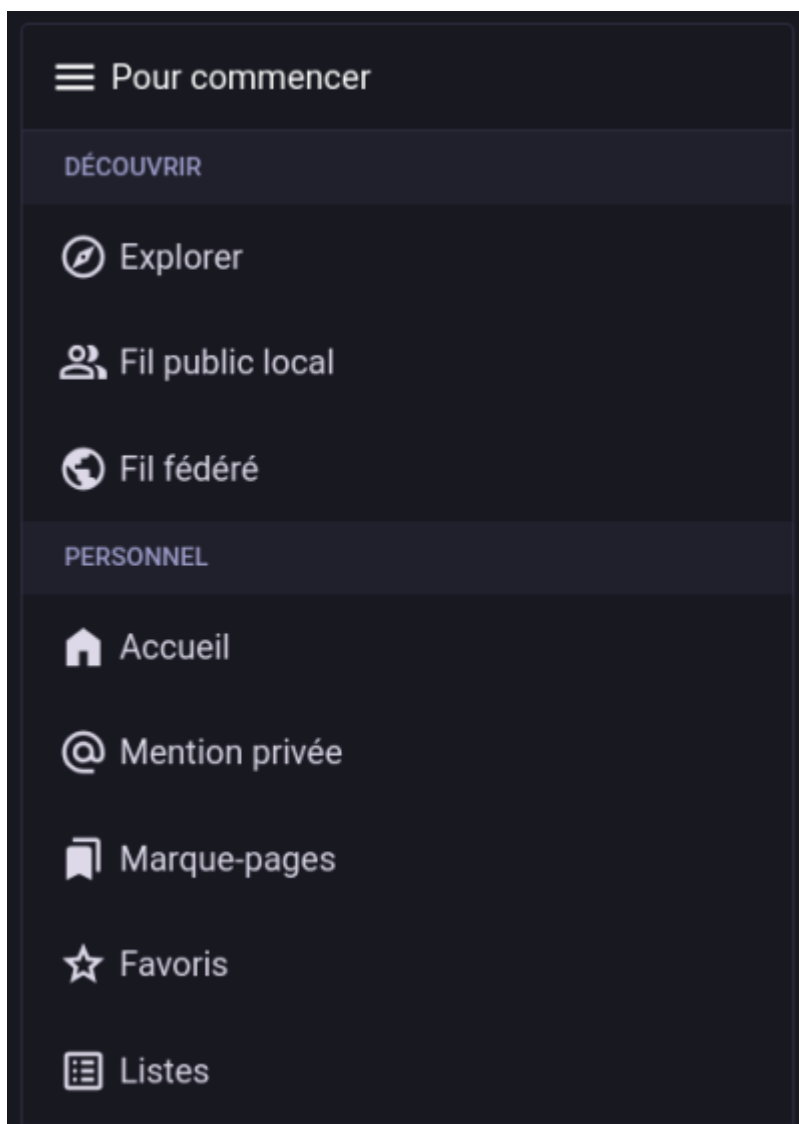 Pour commencer
DÉCOUVRIR
Explorer
Fil public local
Fil fédéré
PERSONNEL
Accueil
Mention privée
Marque-pages
Favoris
Listes